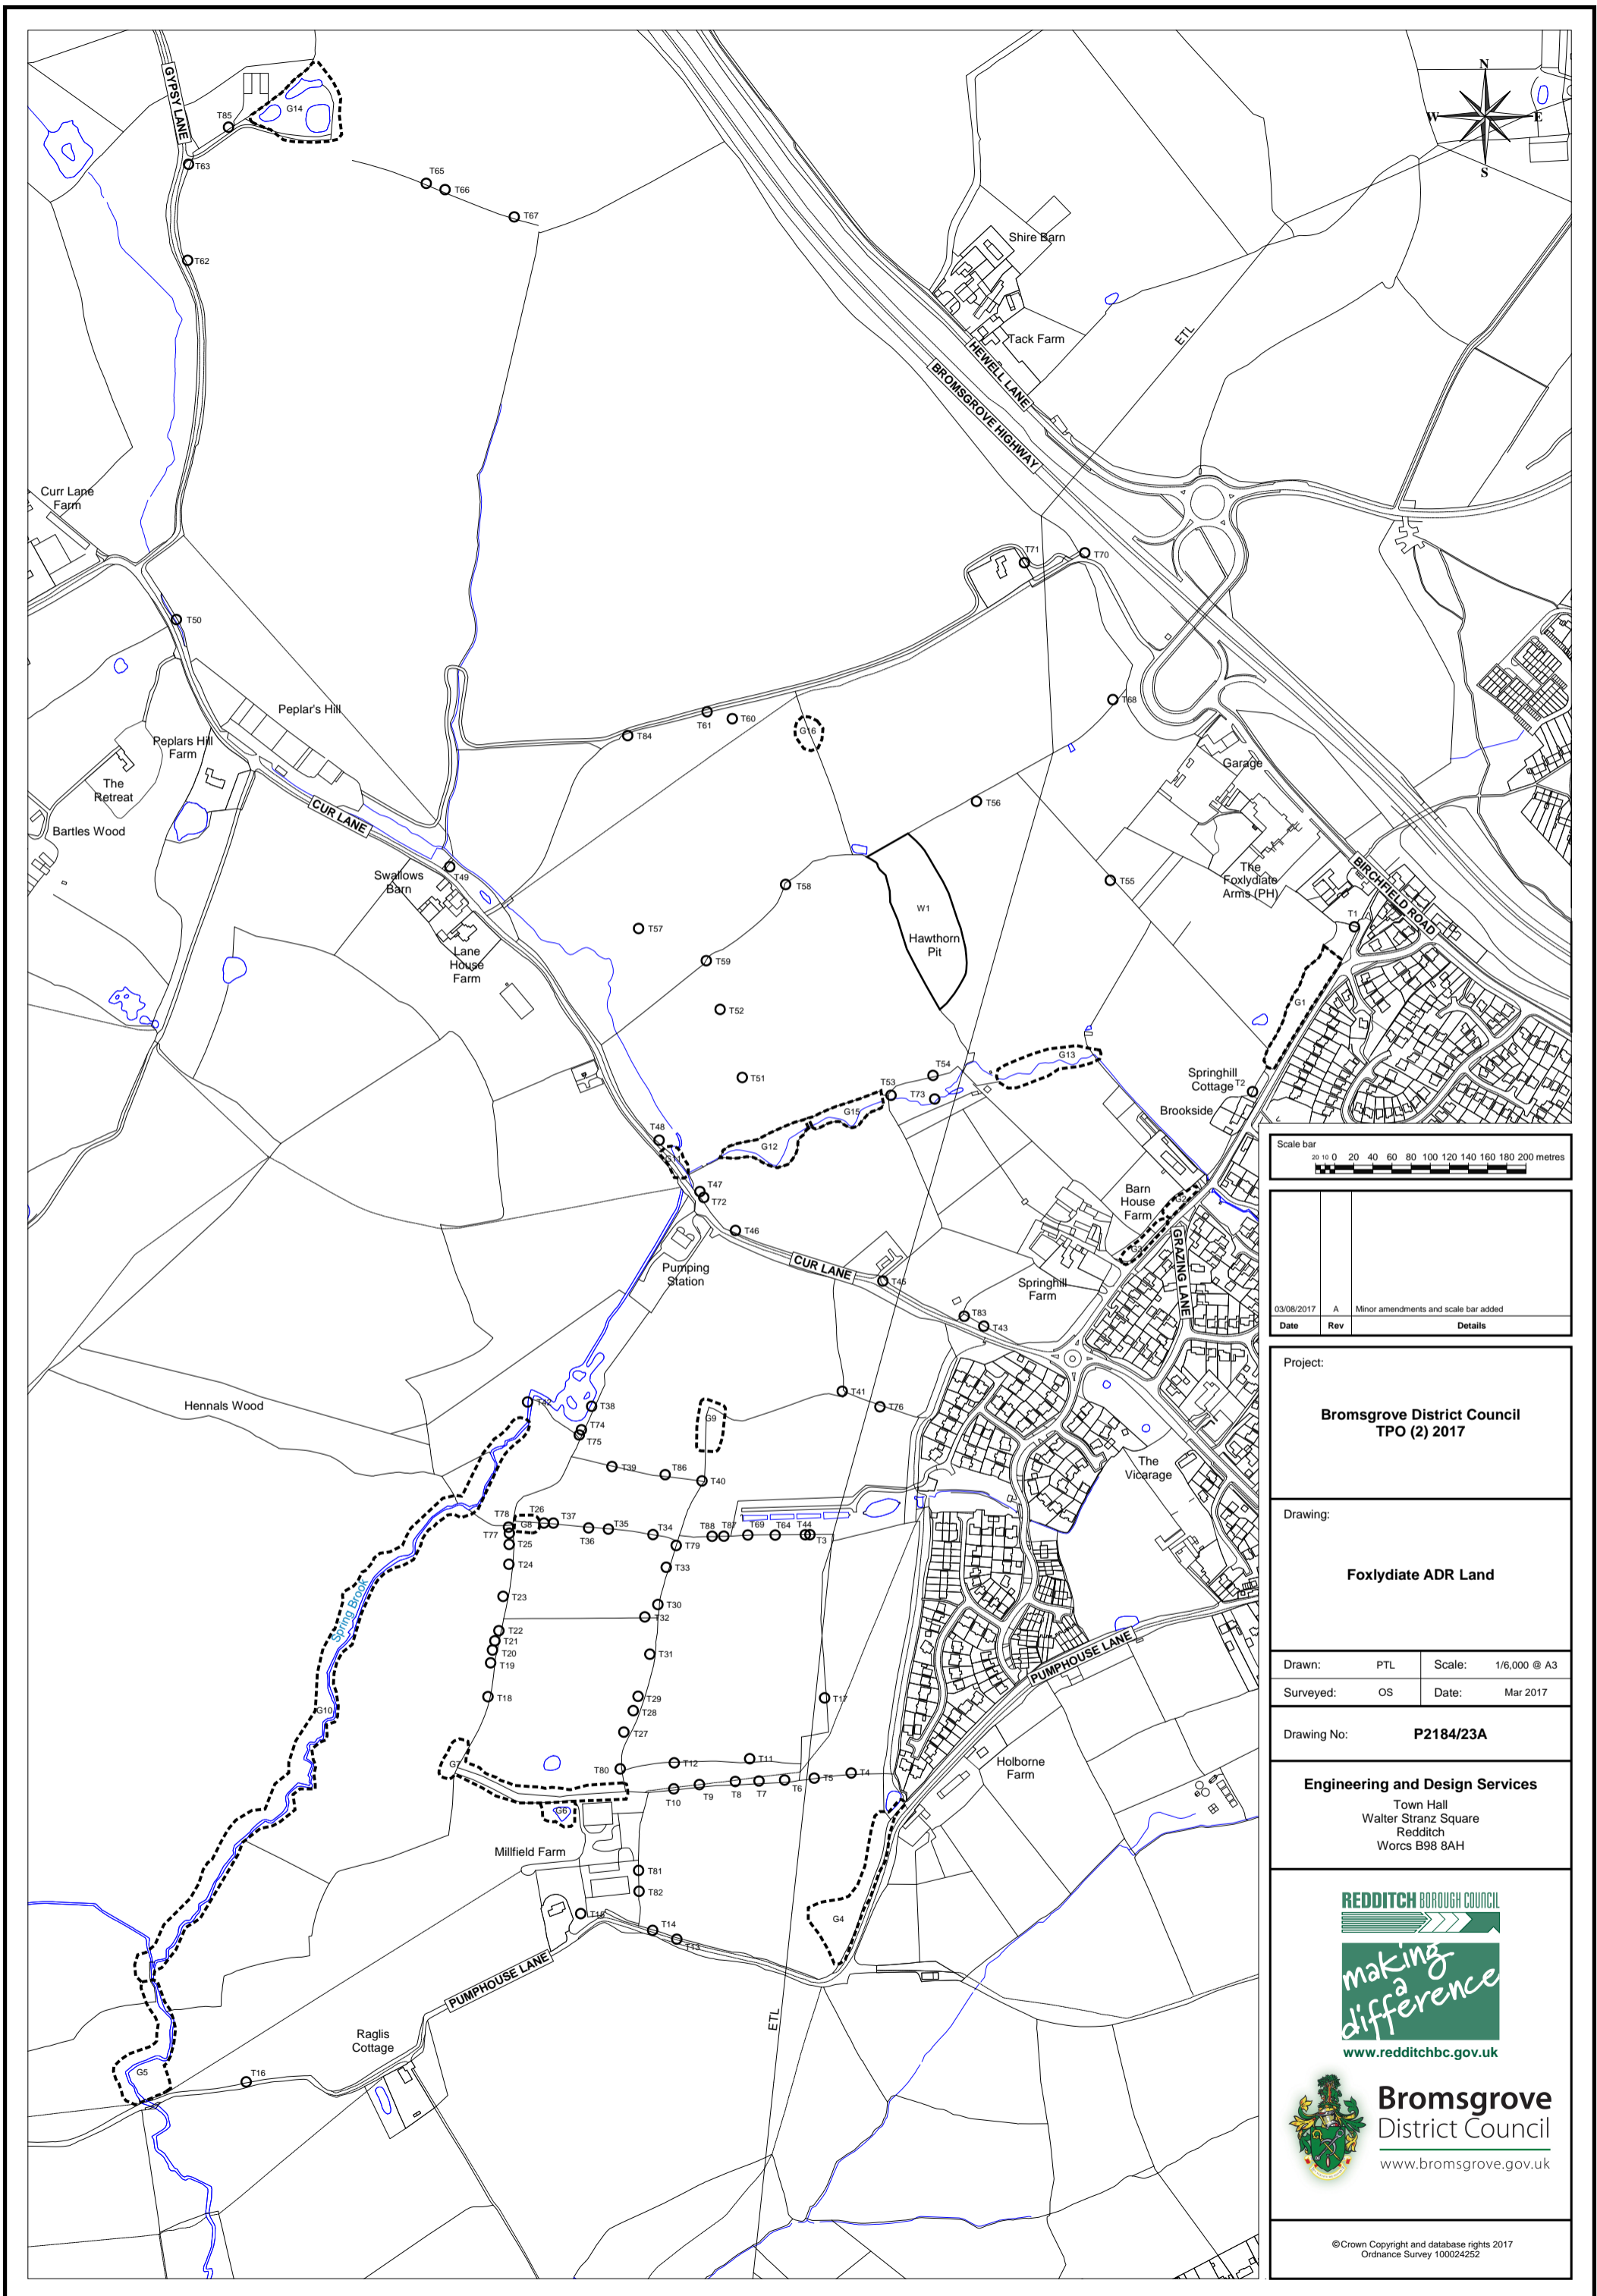 GYPSY LANE
G14
T85
T63
T65
T66
T67
T62
N
W
E
S
Shire Barn
Tack Farm
ETL
HEWELL LANE
BROMSGROVE HIGHWAY
Curr Lane
Farm
T71
T70
T50
Peplar's Hill
Peplars Hill
Farm
The
Retreat
Bartles Wood
CUR LANE
T68
T61
T60
T84
G16
Garage
T56
BIRCHFIELD ROAD
The
Foxlydiate
Arms (PH)
T49
Swallows
Barn
T58
T55
W1
Hawthorn
Pit
T1
T57
Lane
House
Farm
T59
T52
G1
T54
G13
T51
T53
T73
Springhill
Cottage
T2
Brookside
G15
G12
T48
G11
T47
T72
T46
Barn
House
Farm
G2
G3
GRAZING LANE
Pumping
Station
CUR LANE
T45
Springhill
Farm
T83
T43
Hennals Wood
T42
T38
T41
T76
G9
T74
T75
T39
T86
T40
The
Vicarage
T78
T26
G8
T37
T77
T36
T35
T34
T88
T87
T69
T64
T44
T3
T25
T79
T24
T33
T23
T30
T32
Spring Brook
T22
T21
T20
T19
T31
PUMPHOUSE LANE
T18
T29
T28
T17
G10
T27
G7
T80
T12
T11
T10
T9
T8
T7
T6
T5
T4
Holborne
Farm
G6
Millfield Farm
T81
T82
T15
T14
T13
G4
PUMPHOUSE LANE
ETL
Raglis
Cottage
G5
T16
Scale bar
20 10 0 20 40 60 80 100 120 140 160 180 200 metres
03/08/2017 A Minor amendments and scale bar added
Date Rev Details
Project:
Bromsgrove District Council
TPO (2) 2017
Drawing:
Foxlydiate ADR Land
Drawn: PTL Scale: 1/6,000 @ A3
Surveyed: OS Date: Mar 2017
Drawing No: P2184/23A
Engineering and Design Services
Town Hall
Walter Stranz Square
Redditch
Worcs B98 8AH
REDDITCH BOROUGH COUNCIL
making
a
difference
www.redditchbc.gov.uk
Bromsgrove
District Council
www.bromsgrove.gov.uk
© Crown Copyright and database rights 2017
Ordnance Survey 100024252